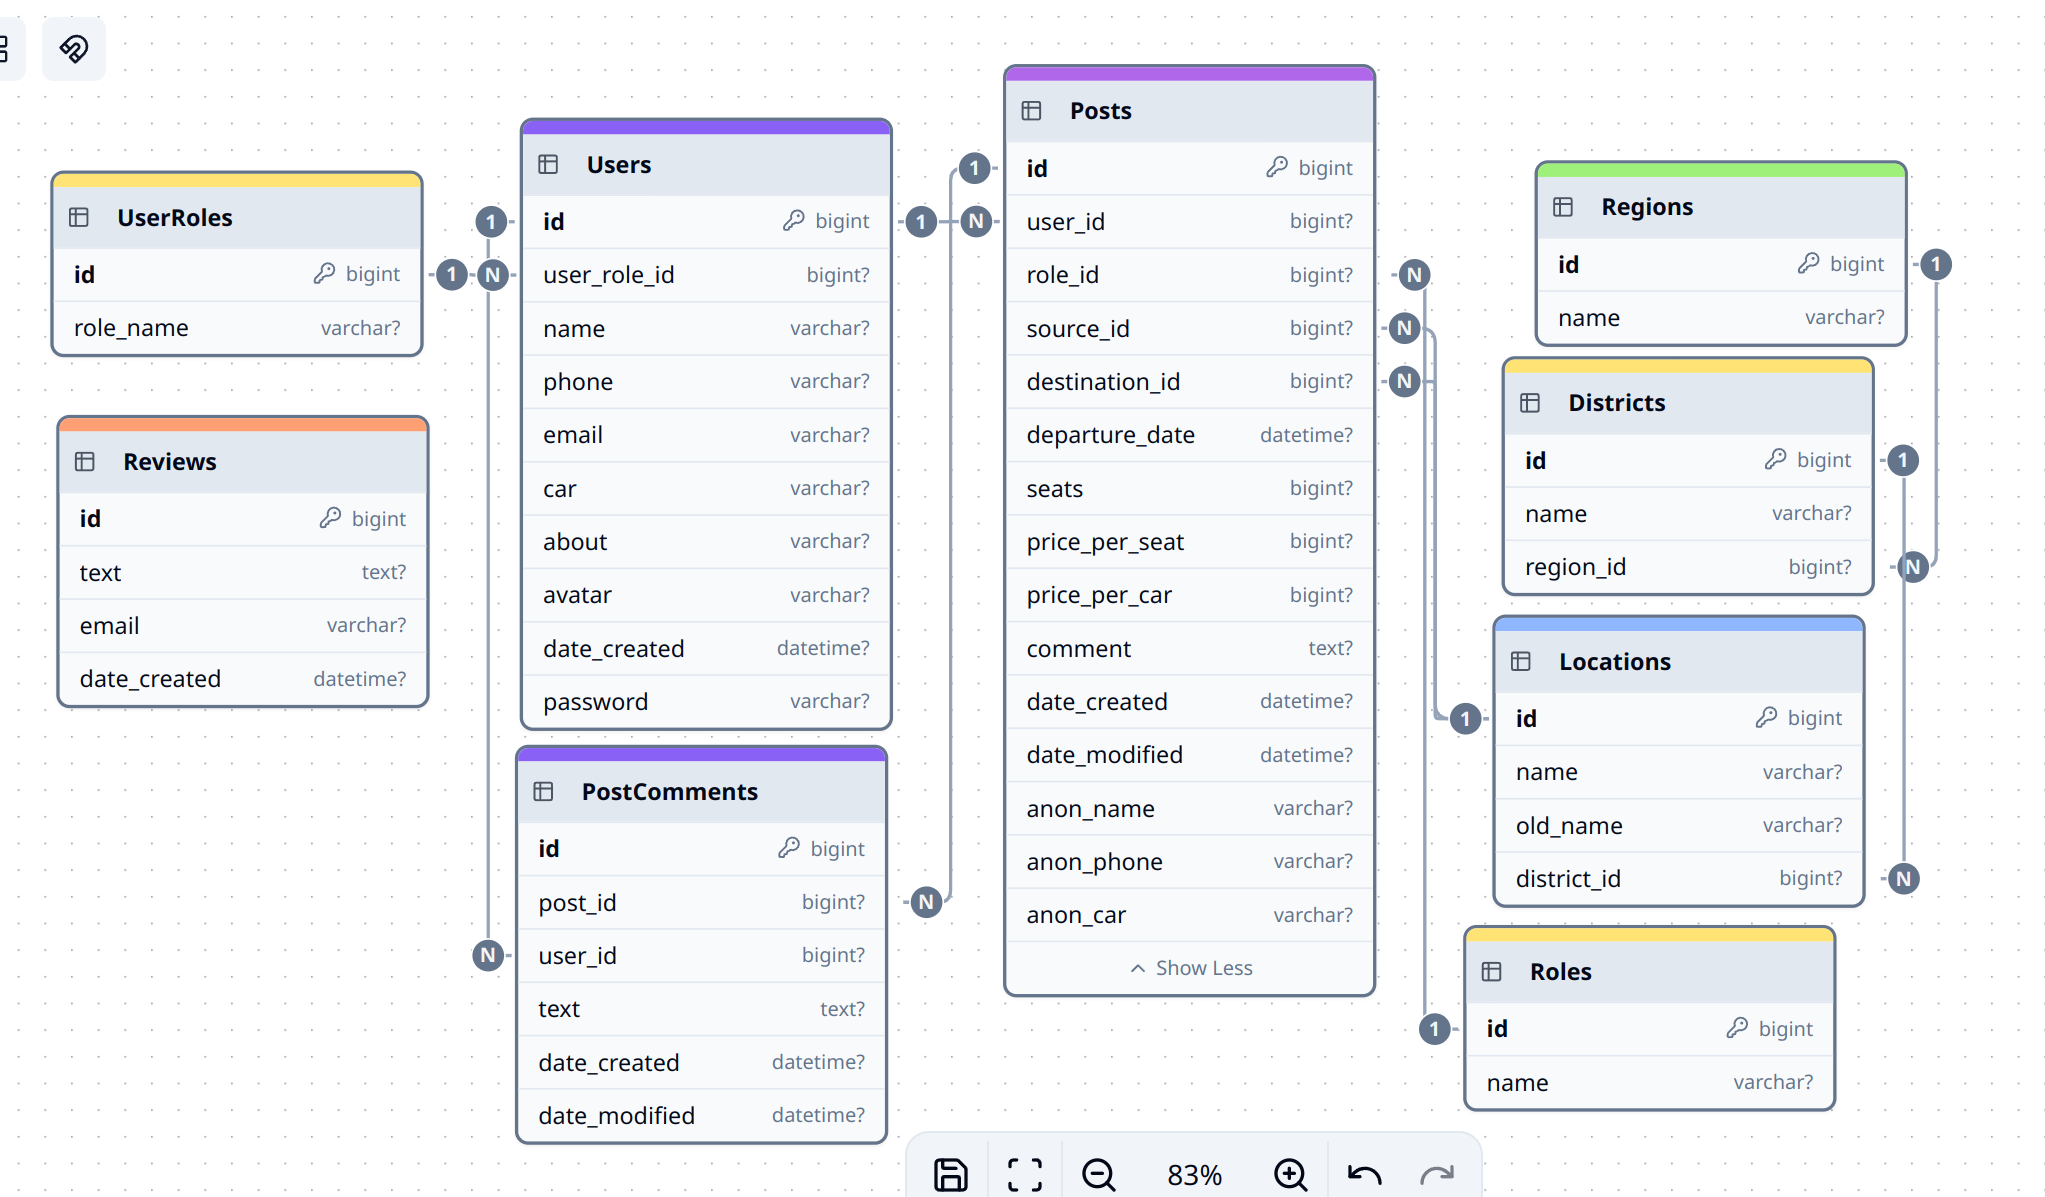 UserRoles
id bigint
role_name varchar?
Reviews
id bigint
text text?
email varchar?
date_created datetime?
1
N
1
N
Users
id bigint
user_role_id bigint?
name varchar?
phone varchar?
email varchar?
car varchar?
about varchar?
avatar varchar?
date_created datetime?
password varchar?
PostComments
id bigint
post_id bigint?
user_id bigint?
text text?
date_created datetime?
date_modified datetime?
1
1
N
N
Posts
id bigint
user_id bigint?
role_id bigint?
source_id bigint?
destination_id bigint?
departure_date datetime?
seats bigint?
price_per_seat bigint?
price_per_car bigint?
comment text?
date_created datetime?
date_modified datetime?
anon_name varchar?
anon_phone varchar?
anon_car varchar?
Show Less
N
N
N
1
1
Regions
id bigint
name varchar?
Districts
id bigint
name varchar?
region_id bigint?
Locations
id bigint
name varchar?
old_name varchar?
district_id bigint?
Roles
id bigint
name varchar?
1
1
N
N
83%